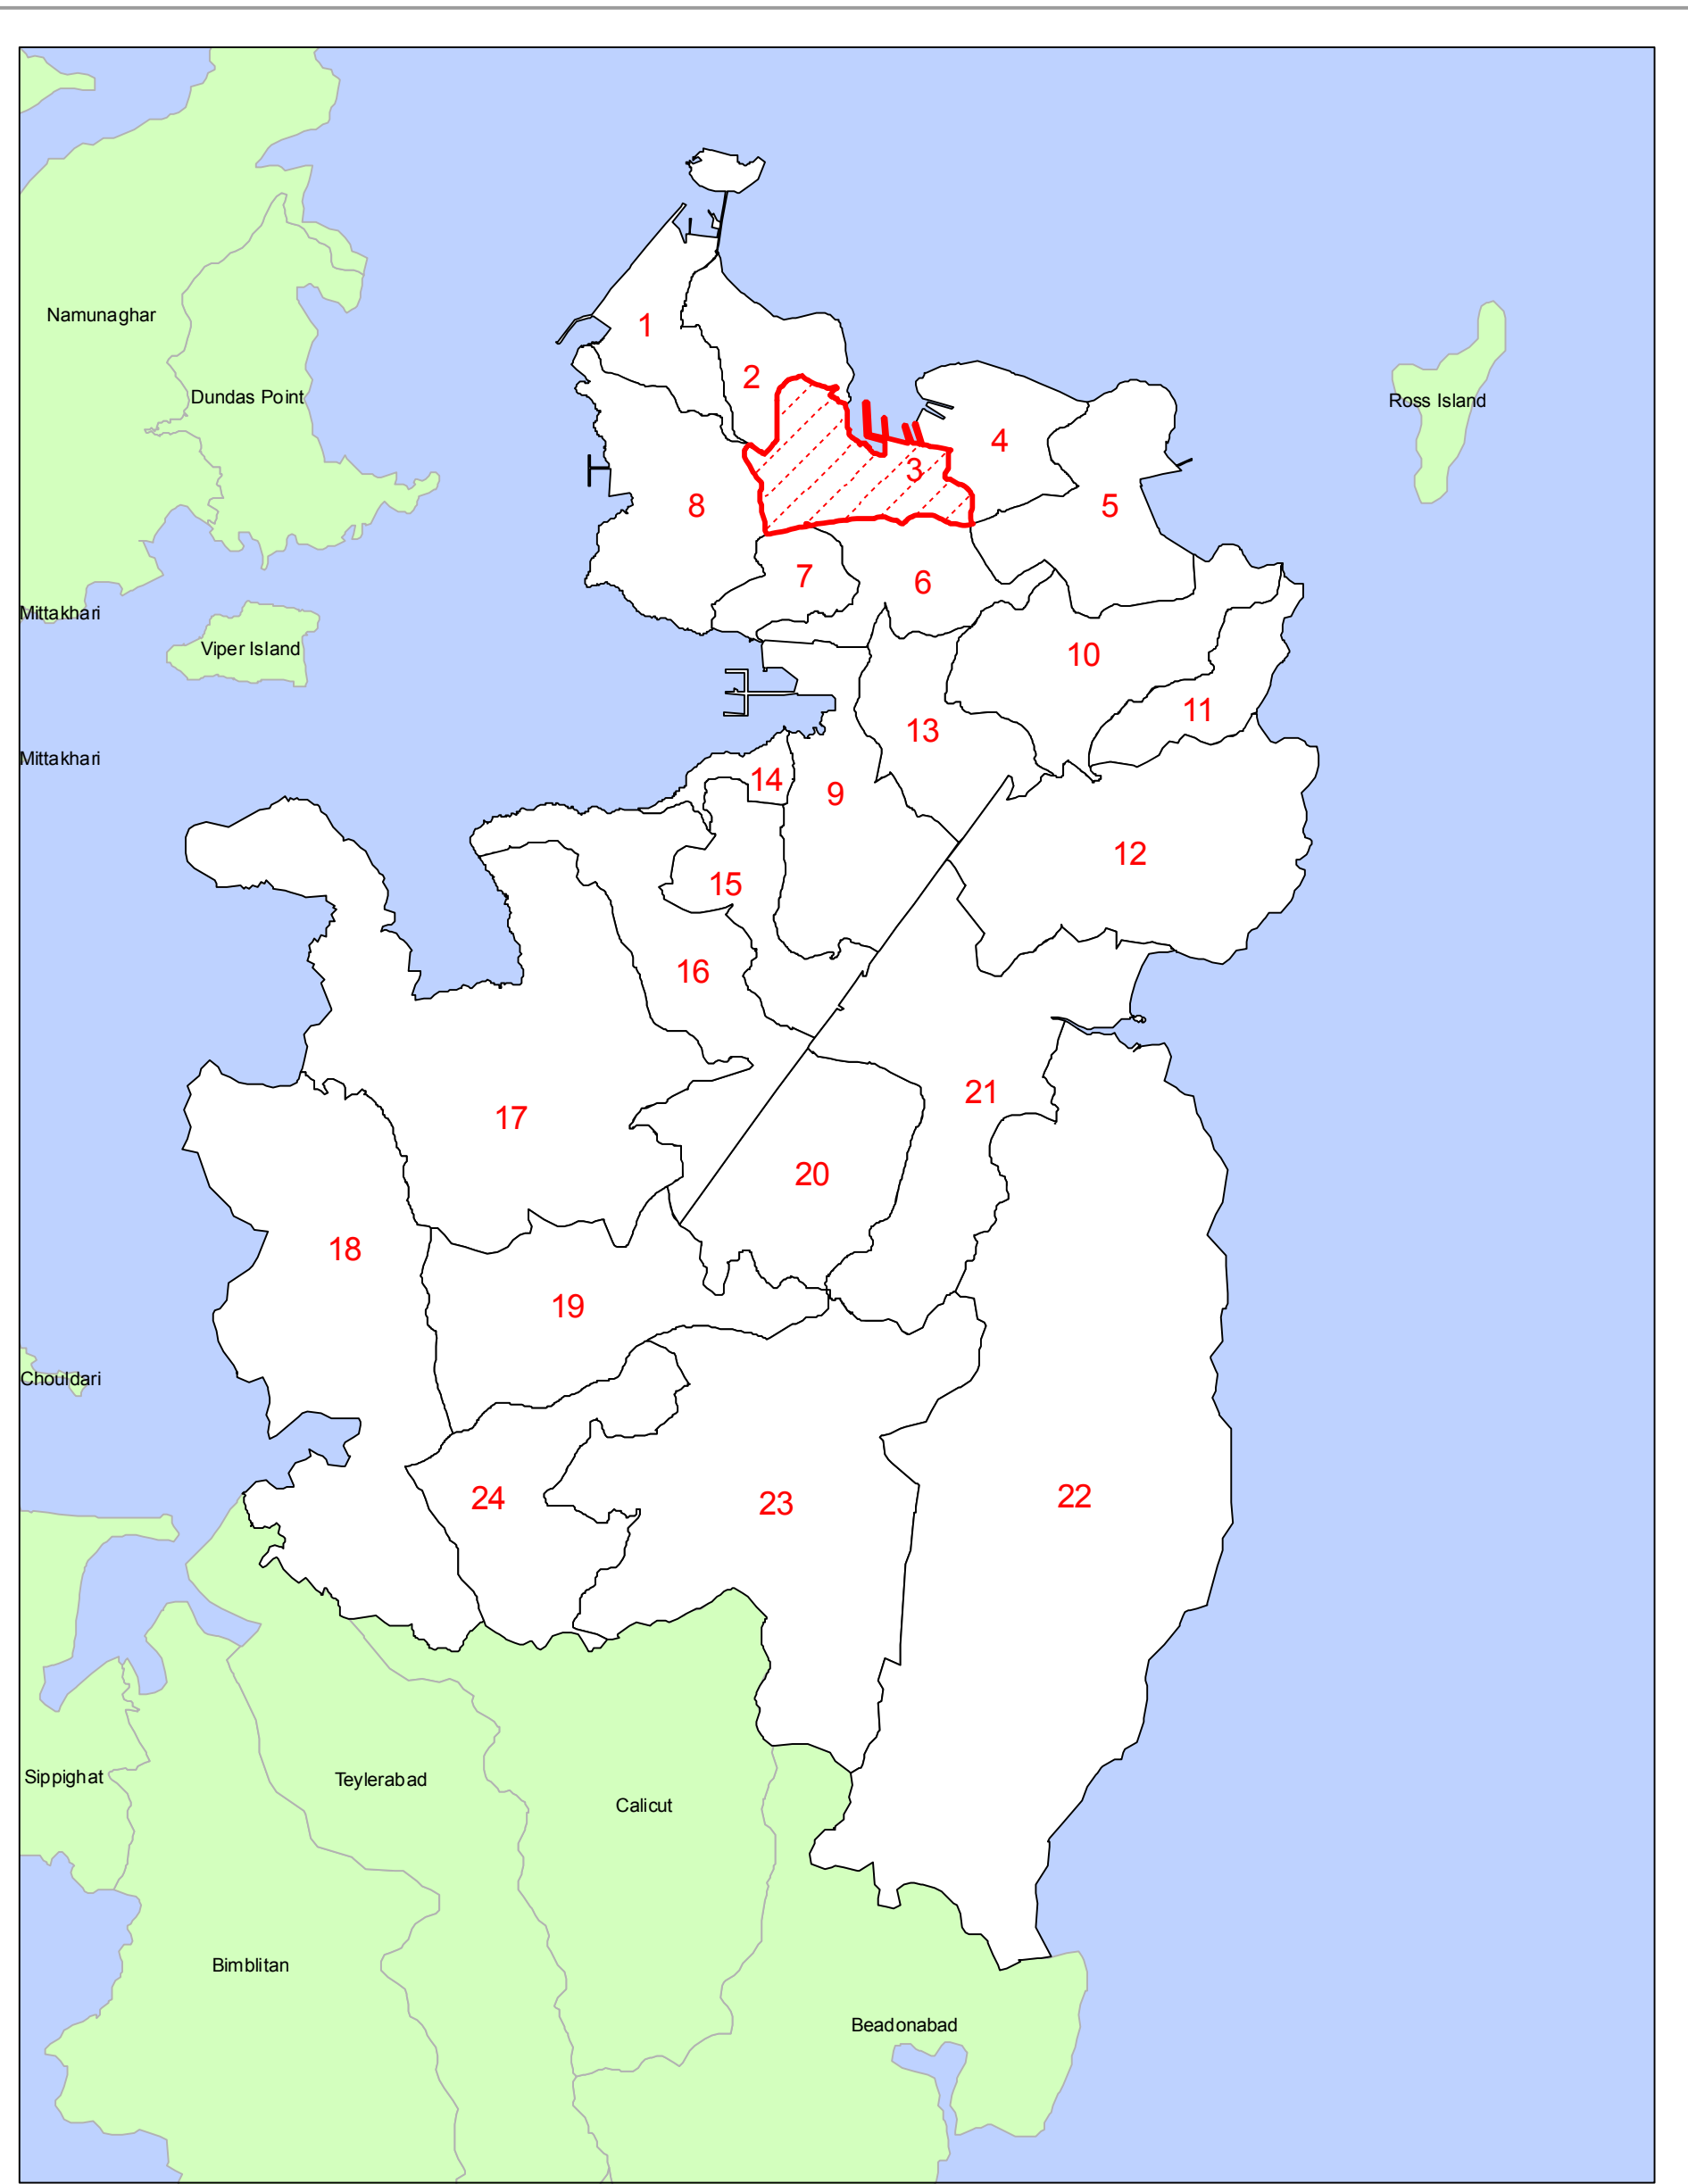 Namunaghar
1
2
Dundas Point
Ross Island
4
3
8
5
7
6
Mittakhari
Viper Island
10
11
13
Mittakhari
14
9
12
15
16
21
17
20
18
19
Chouldari
24
23
22
Sippighat
Teylerabad
Calicut
Bimblitan
Beadonabad